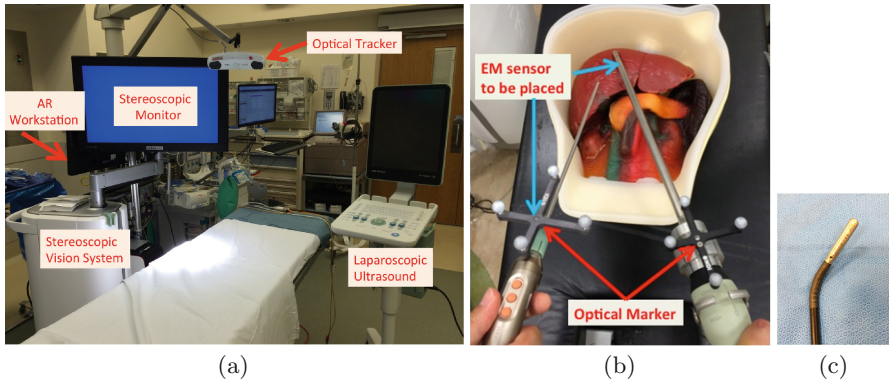 Optical Tracker
AR
Workstation
Stereoscopic
Monitor
Stereoscopic
Vision System
Laparoscopic
Ultrasound
EM sensor
to be placed
Optical Marker
(a)
(b)
(c)